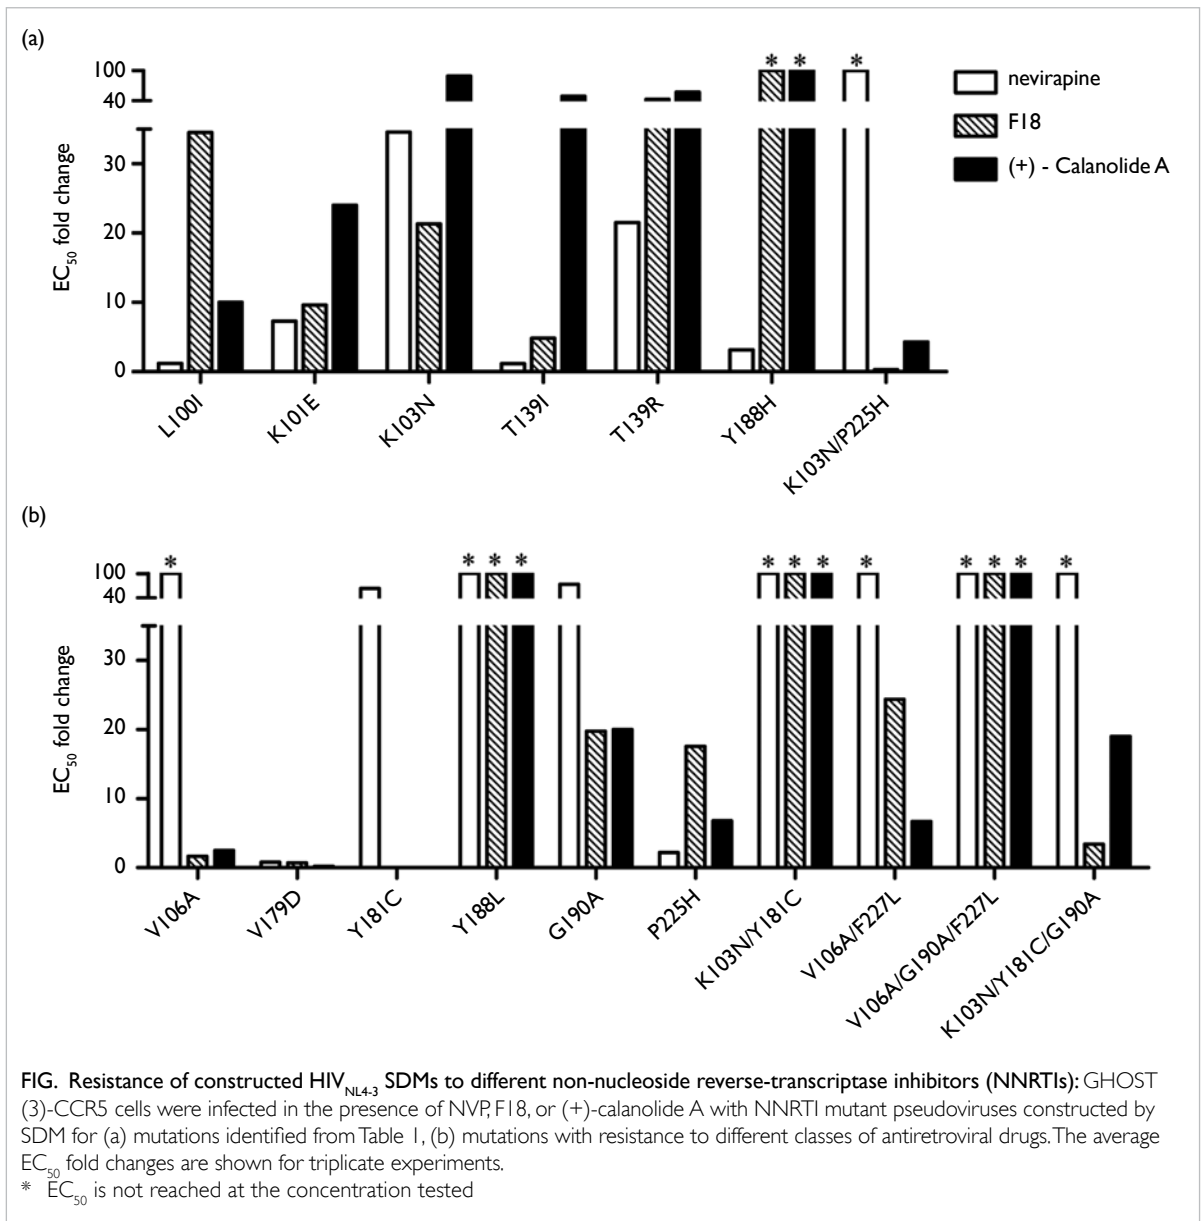 (a)
100
40
30
20
10
0
EC50 fold change
* * *
nevirapine
F18
(+) - Calanolide A
L100I
K101E
K103N
T139I
T139R
Y188H
K103N/P225H
(b)
100
40
30
20
10
0
EC50 fold change
* * * * * * * * * * * *
V106A
V179D
Y181C
Y188L
G190A
P225H
K103N/Y181C
V106A/F227L
V106A/G190A/F227L
K103N/Y181C/G190A
FIG. Resistance of constructed HIVNL4-3 SDMs to different non-nucleoside reverse-transcriptase inhibitors (NNRTIs): GHOST
(3)-CCR5 cells were infected in the presence of NVP, F18, or (+)-calanolide A with NNRTI mutant pseudoviruses constructed by
SDM for (a) mutations identified from Table 1, (b) mutations with resistance to different classes of antiretroviral drugs. The average
EC50 fold changes are shown for triplicate experiments.
* EC50 is not reached at the concentration tested